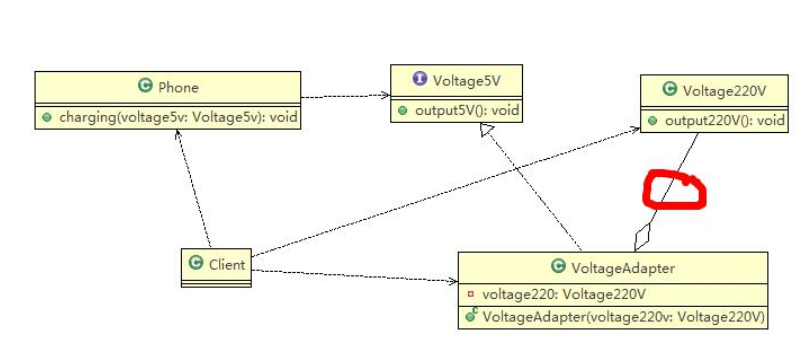 Phone
charging(voltage5v: Voltage5v): void
Voltage5V
output5V(): void
Voltage220V
output220V(): void
Client
VoltageAdapter
voltage220: Voltage220V
VoltageAdapter(voltage220v: Voltage220V)